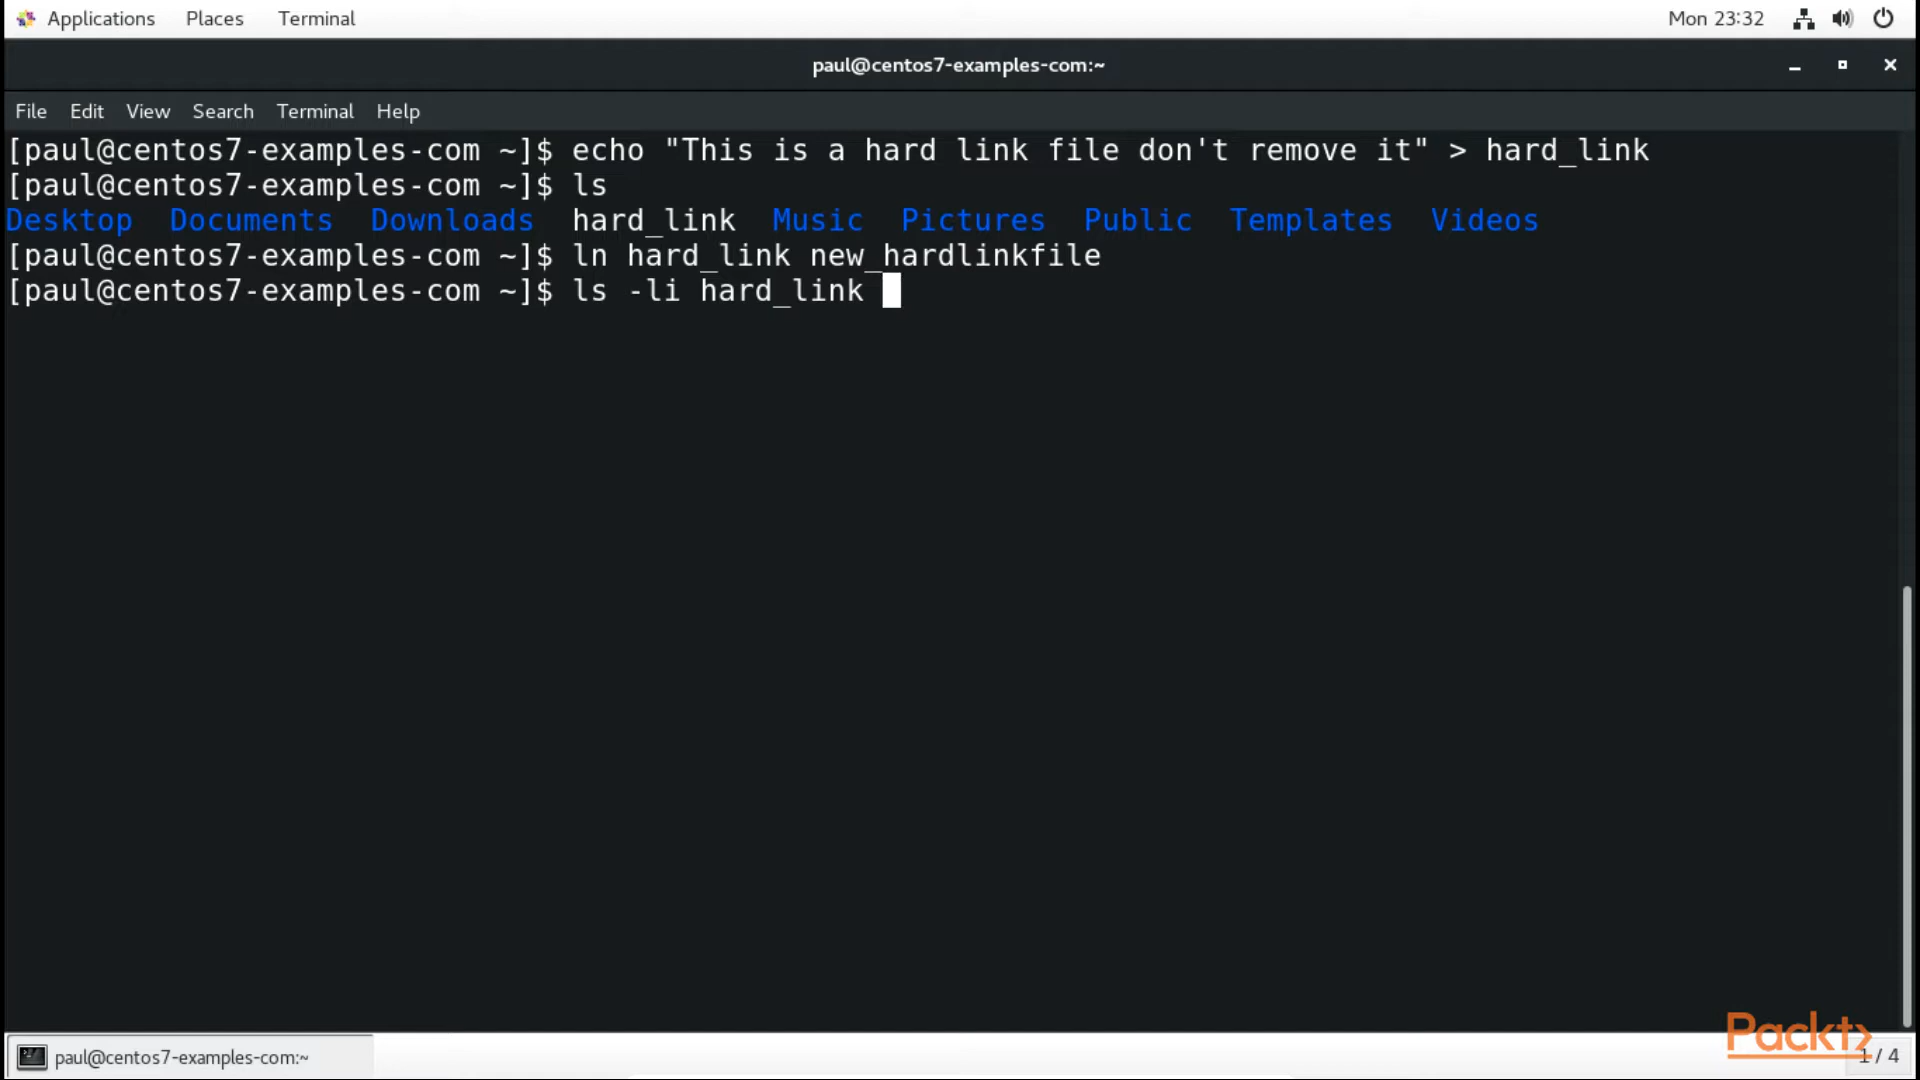 Applications Places Terminal Mon 23:32
paul@centos7-examples-com:~
File Edit View Search Terminal Help
[paul@centos7-examples-com ~]$ echo "This is a hard link file don't remove it" > hard_link
[paul@centos7-examples-com ~]$ ls
Desktop Documents Downloads hard_link Music Pictures Public Templates Videos
[paul@centos7-examples-com ~]$ ln hard_link new_hardlinkfile
[paul@centos7-examples-com ~]$ ls -li hard_link
Packt
paul@centos7-examples-com:~ 1 / 4